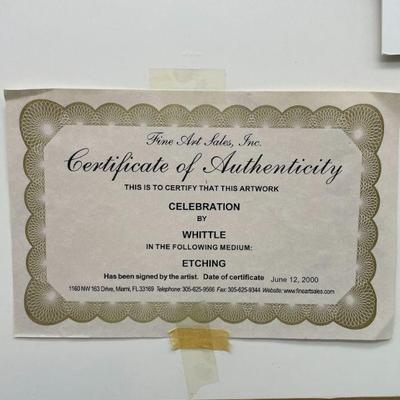 Fine Art Sales, Inc.
Certificate of Authenticity
THIS IS TO CERTIFY THAT THIS ARTWORK
CELEBRATION
BY
WHITTLE
IN THE FOLLOWING MEDIUM:
ETCHING
Has been signed by the artist. Date of certificate June 12, 2000
1160 NW 163 Drive, Miami, FL 33169 Telephone: 305-625-9566 Fax: 305-625-9344 Website: www.fineartsales.com